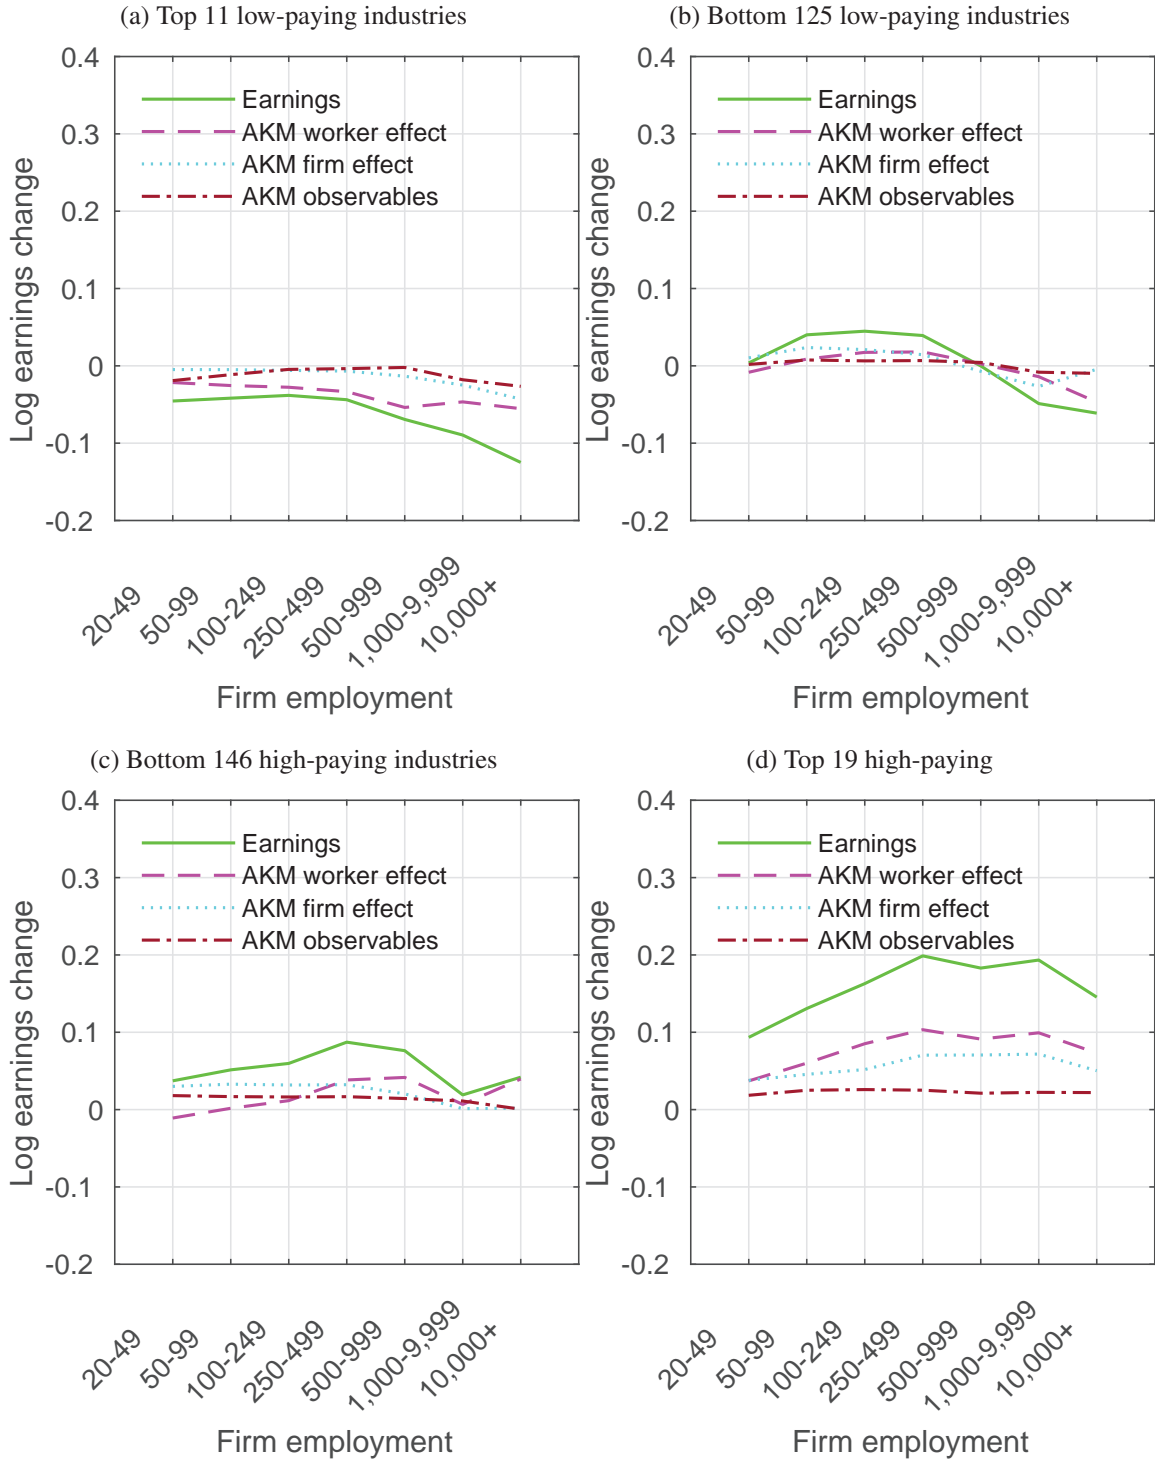 (a) Top 11 low-paying industries
0.4
0.3
0.2
0.1
0
-0.1
-0.2
Log earnings change
Earnings
AKM worker effect
AKM firm effect
AKM observables
20-49
50-99
100-249
250-499
500-999
1,000-9,999
10,000+
Firm employment
(b) Bottom 125 low-paying industries
0.4
0.3
0.2
0.1
0
-0.1
-0.2
Log earnings change
Earnings
AKM worker effect
AKM firm effect
AKM observables
20-49
50-99
100-249
250-499
500-999
1,000-9,999
10,000+
Firm employment
(c) Bottom 146 high-paying industries
0.4
0.3
0.2
0.1
0
-0.1
-0.2
Log earnings change
Earnings
AKM worker effect
AKM firm effect
AKM observables
20-49
50-99
100-249
250-499
500-999
1,000-9,999
10,000+
Firm employment
(d) Top 19 high-paying
0.4
0.3
0.2
0.1
0
-0.1
-0.2
Log earnings change
Earnings
AKM worker effect
AKM firm effect
AKM observables
20-49
50-99
100-249
250-499
500-999
1,000-9,999
10,000+
Firm employment